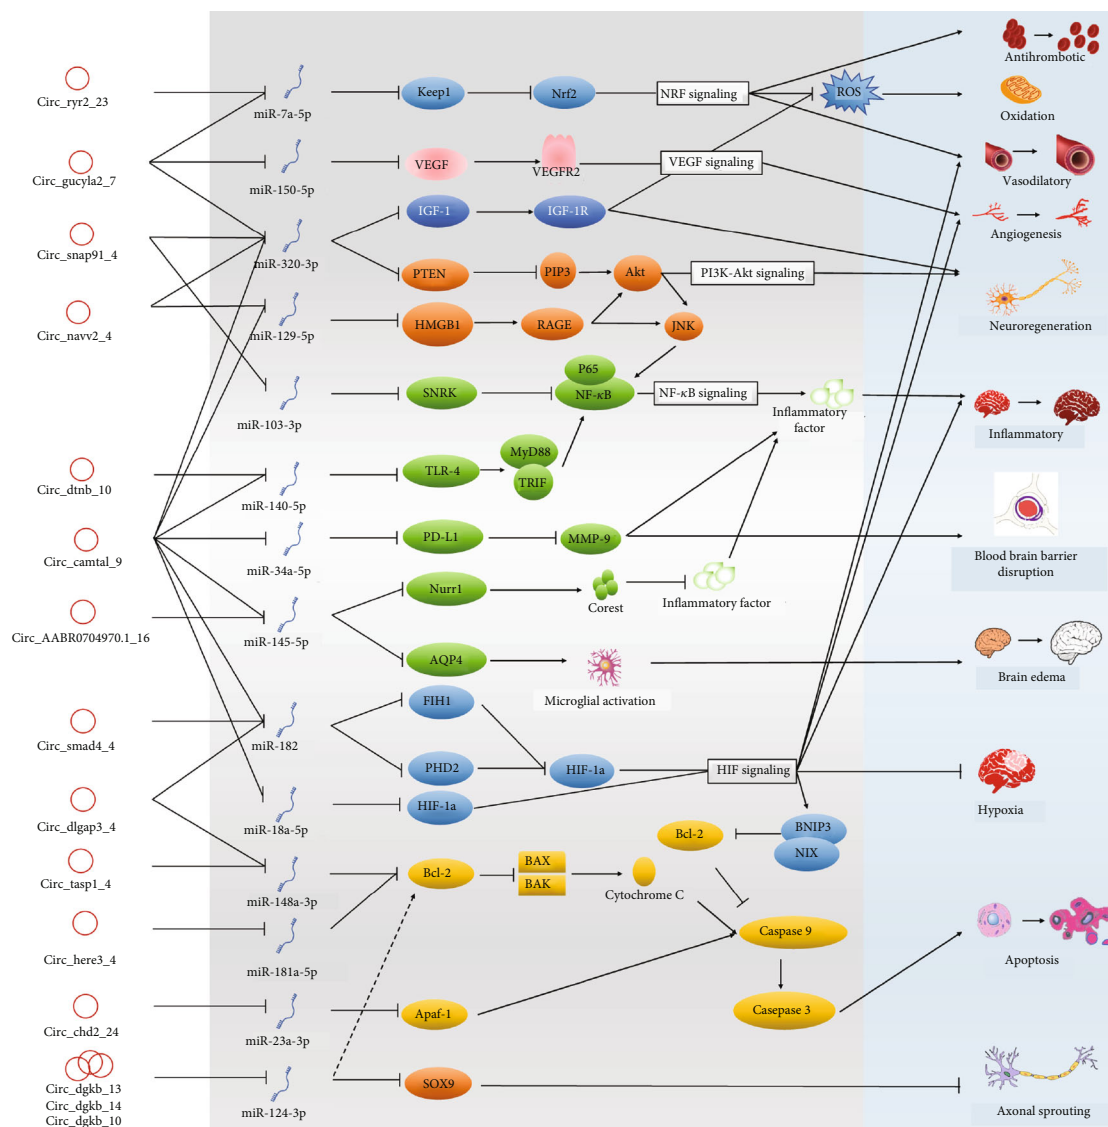 Circ_ryr2_23
Circ_gucyla2_7
Circ_snap91_4
Circ_navv2_4
Circ_dtnb_10
Circ_camtal_9
Circ_AABR0704970.1_16
Circ_smad4_4
Circ_dlgap3_4
Circ_tasp1_4
Circ_here3_4
Circ_chd2_24
Circ_dgkb_13
Circ_dgkb_14
Circ_dgkb_10
miR-7a-5p
miR-150-5p
miR-320-3p
miR-129-5p
miR-103-3p
miR-140-5p
miR-34a-5p
miR-145-5p
miR-182
miR-18a-5p
miR-148a-3p
miR-181a-5p
miR-23a-3p
miR-124-3p
Keep1
Nrf2
NRF signaling
ROS
VEGF
VEGFR2
VEGF signaling
IGF-1
IGF-1R
PTEN
PIP3
Akt
PI3K-Akt signaling
HMGB1
RAGE
JNK
P65
SNRK
NF-κB
NF-κB signaling
Inflammatory
factor
TLR-4
MyD88
TRIF
PD-L1
MMP-9
Nurr1
Corest
Inflammatory factor
AQP4
Microglial activation
FIH1
PHD2
HIF-1a
HIF signaling
HIF-1a
BNIP3
NIX
Bcl-2
Bcl-2
BAX
BAK
Cytochrome C
Caspase 9
Apaf-1
Casepase 3
SOX9
Antihrombotic
Oxidation
Vasodilatory
Angiogenesis
Neuroregeneration
Inflammatory
Blood brain barrier
disruption
Brain edema
Hypoxia
Apoptosis
Axonal sprouting